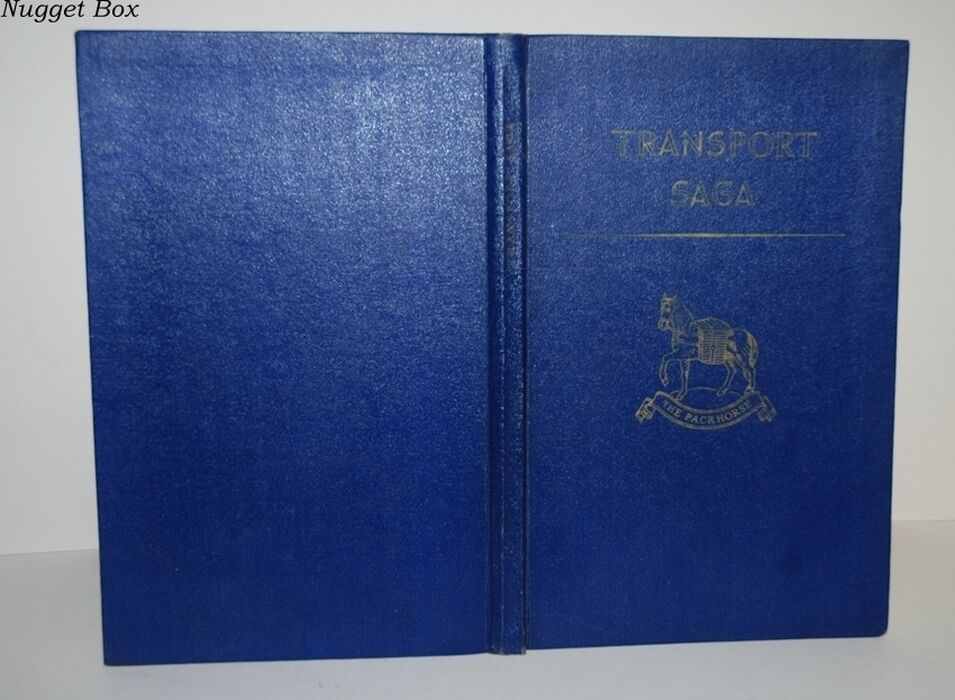 Nugget Box
TRANSPORT
SAGA
THE PACKHORSE